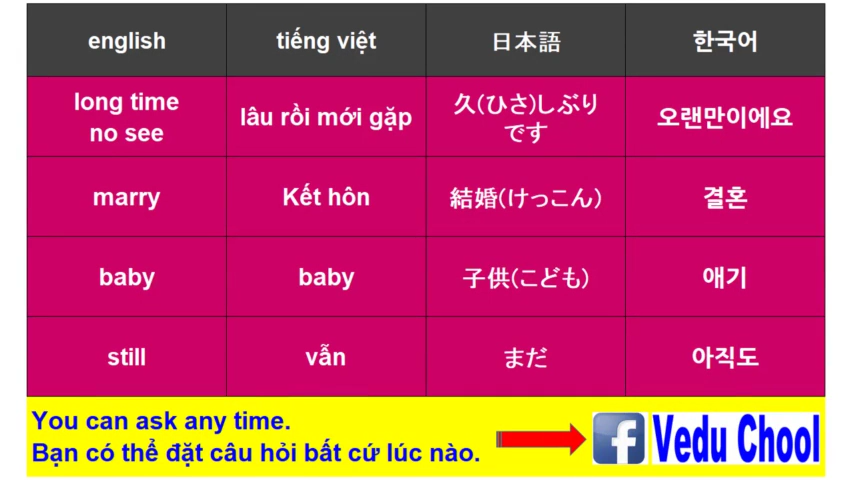 english tiếng việt 日本語 한국어
long time
no see
lâu rồi mới gặp
久(ひさ)しぶり
です
오랜만이에요
marry Kết hôn 結婚(けっこん) 결혼
baby baby 子供(こども) 애기
still vẫn まだ 아직도
You can ask any time.
Bạn có thể đặt câu hỏi bất cứ lúc nào.
f Vedu Chool